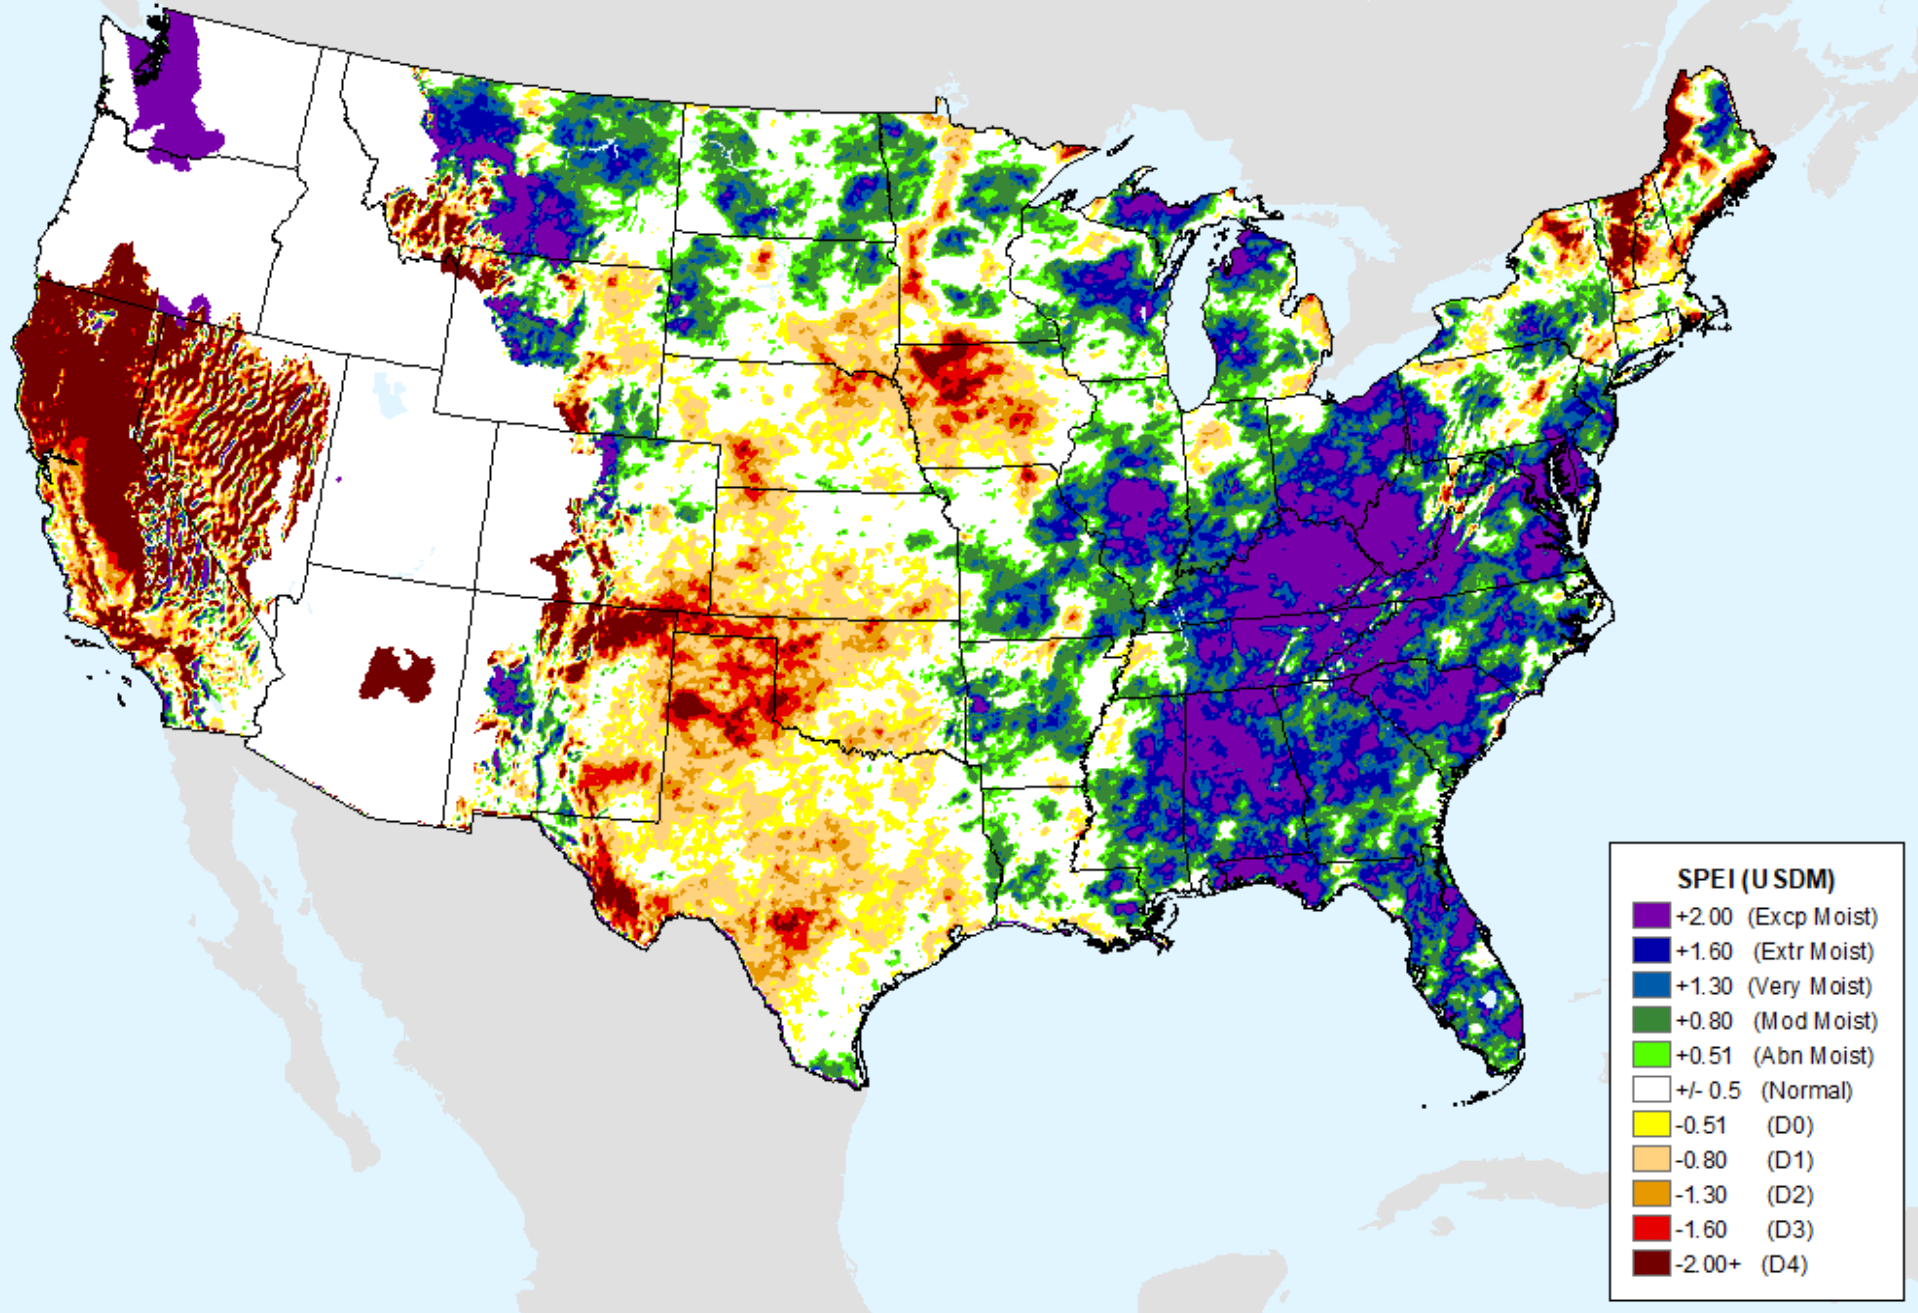 SPEI (USDM)
+2.00 (Excp Moist)
+1.60 (Extr Moist)
+1.30 (Very Moist)
+0.80 (Mod Moist)
+0.51 (Abn Moist)
+/- 0.5 (Normal)
-0.51 (D0)
-0.80 (D1)
-1.30 (D2)
-1.60 (D3)
-2.00+ (D4)